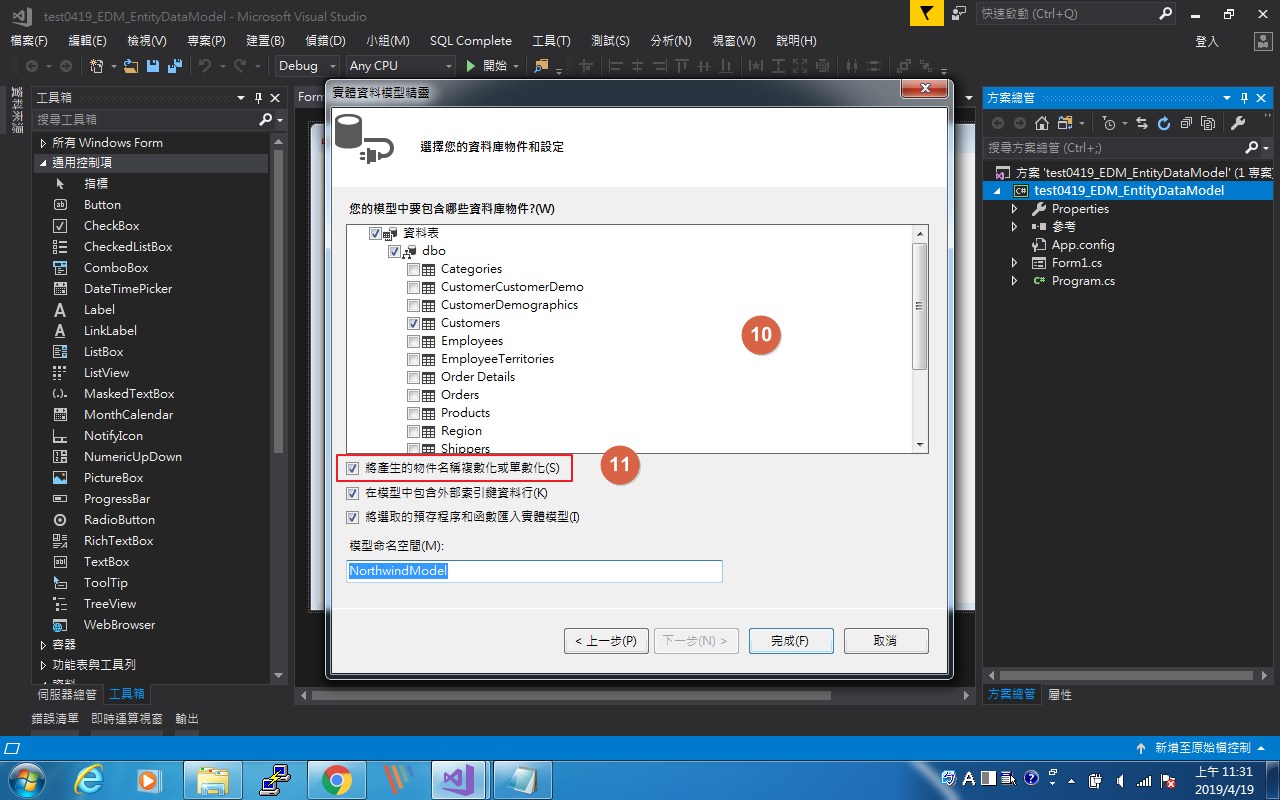 test0419_EDM_EntityDataModel - Microsoft Visual Studio
快速啟動 (Ctrl+Q)
檔案(F) 編輯(E) 檢視(V) 專案(P) 建置(B) 偵錯(D) 小組(M) SQL Complete 工具(T) 測試(S) 分析(N) 視窗(W) 說明(H) 登入
Debug Any CPU 開始
資料來源
工具箱
搜尋工具箱
所有 Windows Form
通用控制項
指標
Button
CheckBox
CheckedListBox
ComboBox
DateTimePicker
Label
LinkLabel
ListBox
ListView
MaskedTextBox
MonthCalendar
NotifyIcon
NumericUpDown
PictureBox
ProgressBar
RadioButton
RichTextBox
TextBox
ToolTip
TreeView
WebBrowser
容器
功能表與工具列
資料
伺服器總管 工具箱
錯誤清單 即時運算視窗 輸出
Form
實體資料模型精靈
選擇您的資料庫物件和設定
您的模型中要包含哪些資料庫物件?(W)
資料表
dbo
Categories
CustomerCustomerDemo
CustomerDemographics
Customers
Employees
EmployeeTerritories
Order Details
Orders
Products
Region
Shippers
10
將產生的物件名稱複數化或單數化(S)
11
在模型中包含外部索引鍵資料行(K)
將選取的預存程序和函數匯入實體模型(I)
模型命名空間(M):
NorthwindModel
< 上一步(P) 下一步(N) > 完成(F) 取消
方案總管
搜尋方案總管 (Ctrl+;)
方案 'test0419_EDM_EntityDataModel' (1 專案
test0419_EDM_EntityDataModel
Properties
參考
App.config
Form1.cs
Program.cs
方案總管 屬性
新增至原始檔控制
上午 11:31
2019/4/19